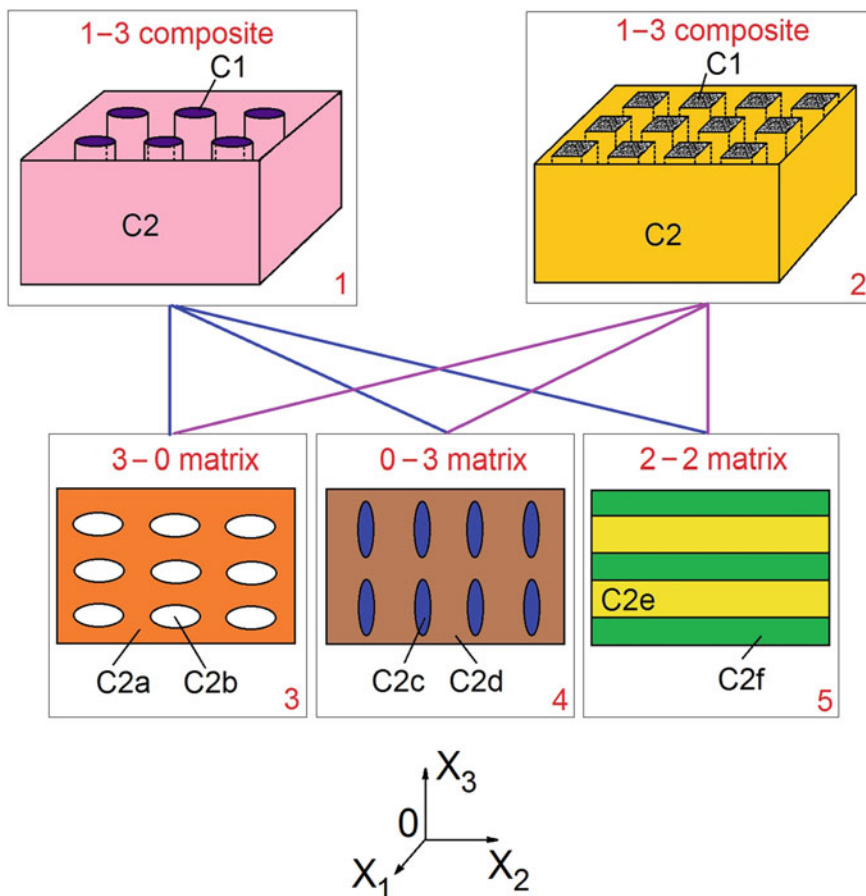 1–3 composite
C1
C2
1
1–3 composite
C1
C2
2
3–0 matrix
C2a
C2b
3
0–3 matrix
C2c
C2d
4
2–2 matrix
C2e
C2f
5
X3
0
X1
X2